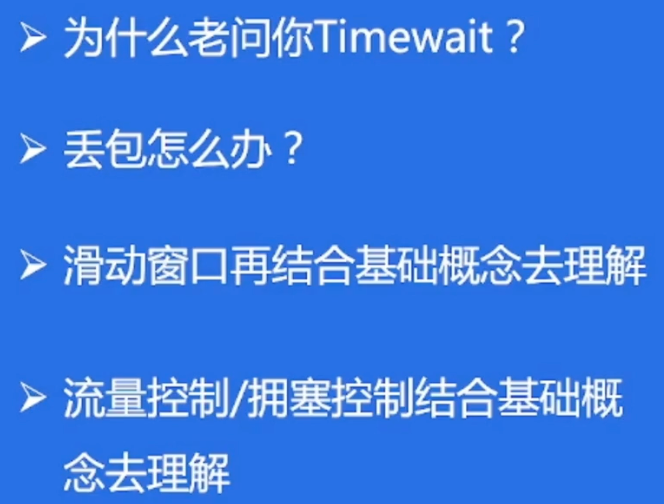 ➢ 为什么老问你Timewait？
➢ 丢包怎么办？
➢ 滑动窗口再结合基础概念去理解
➢ 流量控制/拥塞控制结合基础概
念去理解